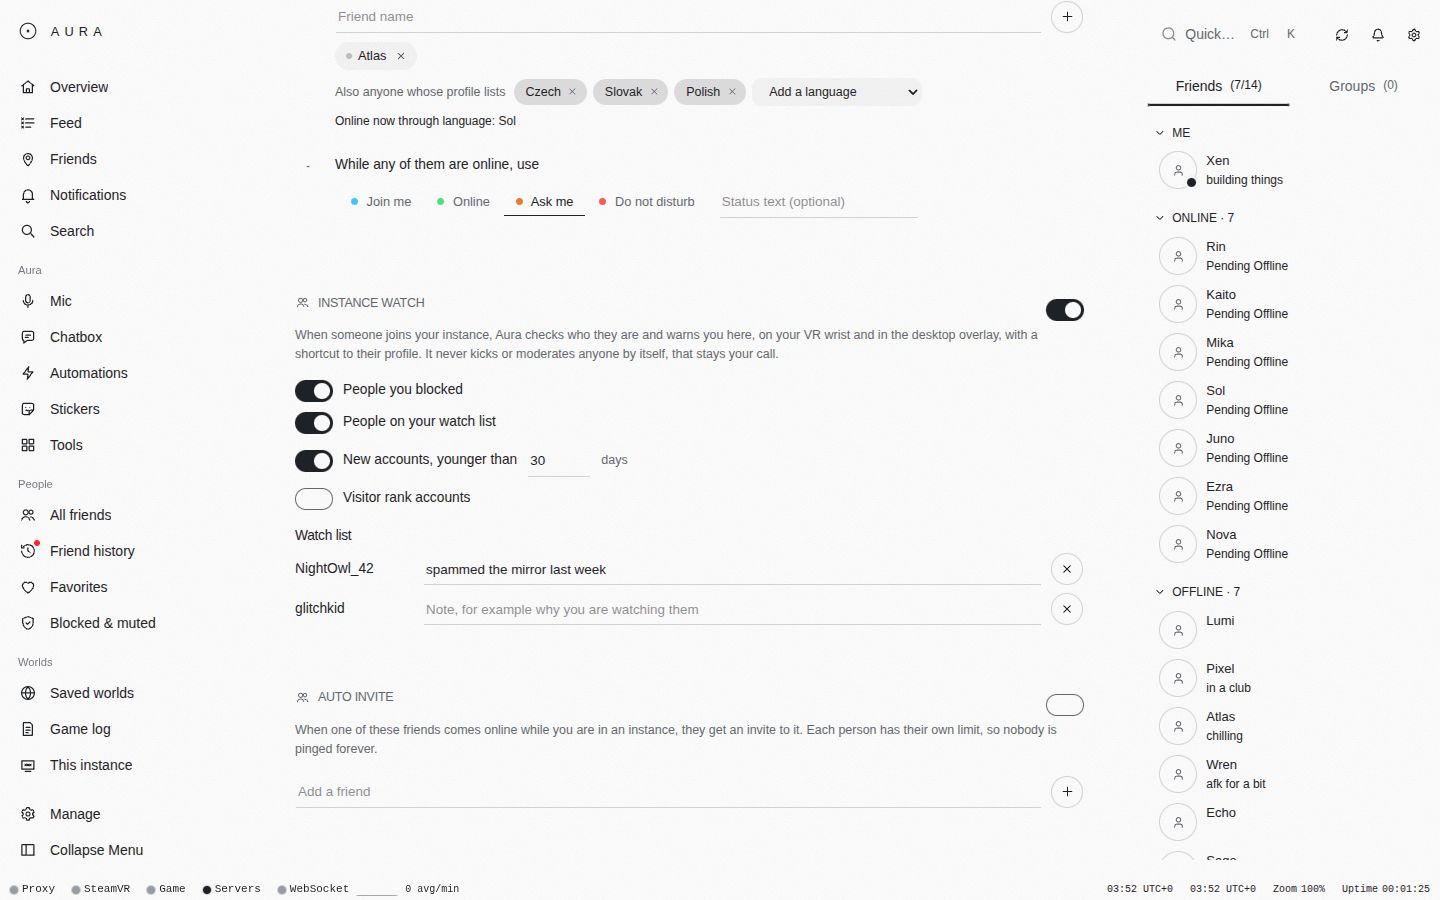 AURA
Overview
Feed
Friends
Notifications
Search
Aura
Mic
Chatbox
Automations
Stickers
Tools
People
All friends
Friend history
Favorites
Blocked & muted
Worlds
Saved worlds
Game log
This instance
Manage
Collapse Menu
Friend name
Atlas
Also anyone whose profile lists Czech Slovak Polish Add a language
Online now through language: Sol
- While any of them are online, use
Join me Online Ask me Do not disturb Status text (optional)
INSTANCE WATCH
When someone joins your instance, Aura checks who they are and warns you here, on your VR wrist and in the desktop overlay, with a
shortcut to their profile. It never kicks or moderates anyone by itself, that stays your call.
People you blocked
People on your watch list
New accounts, younger than 30 days
Visitor rank accounts
Watch list
NightOwl_42 spammed the mirror last week
glitchkid Note, for example why you are watching them
AUTO INVITE
When one of these friends comes online while you are in an instance, they get an invite to it. Each person has their own limit, so nobody is
pinged forever.
Add a friend
Quick... Ctrl K
Friends (7/14) Groups (0)
ME
Xen
building things
ONLINE · 7
Rin
Pending Offline
Kaito
Pending Offline
Mika
Pending Offline
Sol
Pending Offline
Juno
Pending Offline
Ezra
Pending Offline
Nova
Pending Offline
OFFLINE · 7
Lumi
Pixel
in a club
Atlas
chilling
Wren
afk for a bit
Echo
Proxy SteamVR Game Servers WebSocket 0 avg/min
03:52 UTC+0 03:52 UTC+0 Zoom 100% Uptime 00:01:25